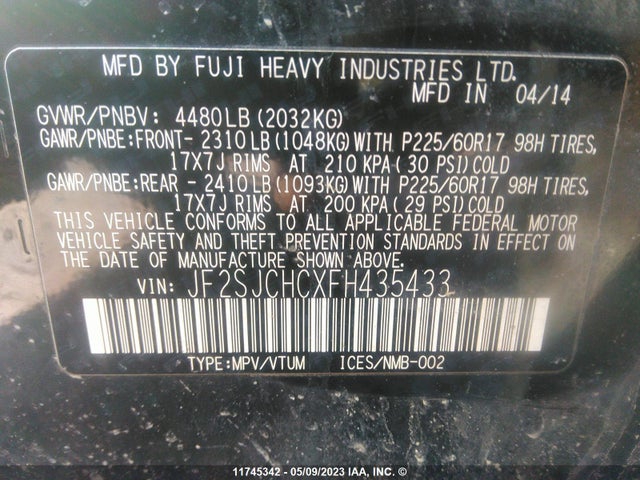 MFD BY FUJI HEAVY INDUSTRIES LTD.
MFD IN 04/14
GVWR/PNBV: 4480LB (2032KG)
GAWR/PNBE:FRONT- 2310 LB (1048KG) WITH P225/60R17 98H TIRES,
17X7J RIMS AT 210 KPA ( 30 PSI) COLD
GAWR/PNBE:REAR - 2410 LB (1093KG) WITH P225/60R17 98H TIRES,
17X7J RIMS AT 200 KPA ( 29 PSI) COLD
THIS VEHICLE CONFORMS TO ALL APPLICABLE FEDERAL MOTOR
VEHICLE SAFETY AND THEFT PREVENTION STANDARDS IN EFFECT ON
THE DATE OF MANUFACTURE SHOWN ABOVE.
VIN: JF2SJCHCXFH435433
TYPE:MPV/VTUM ICES/NMB-002
11745342 - 05/09/2023 IAA, INC. ©